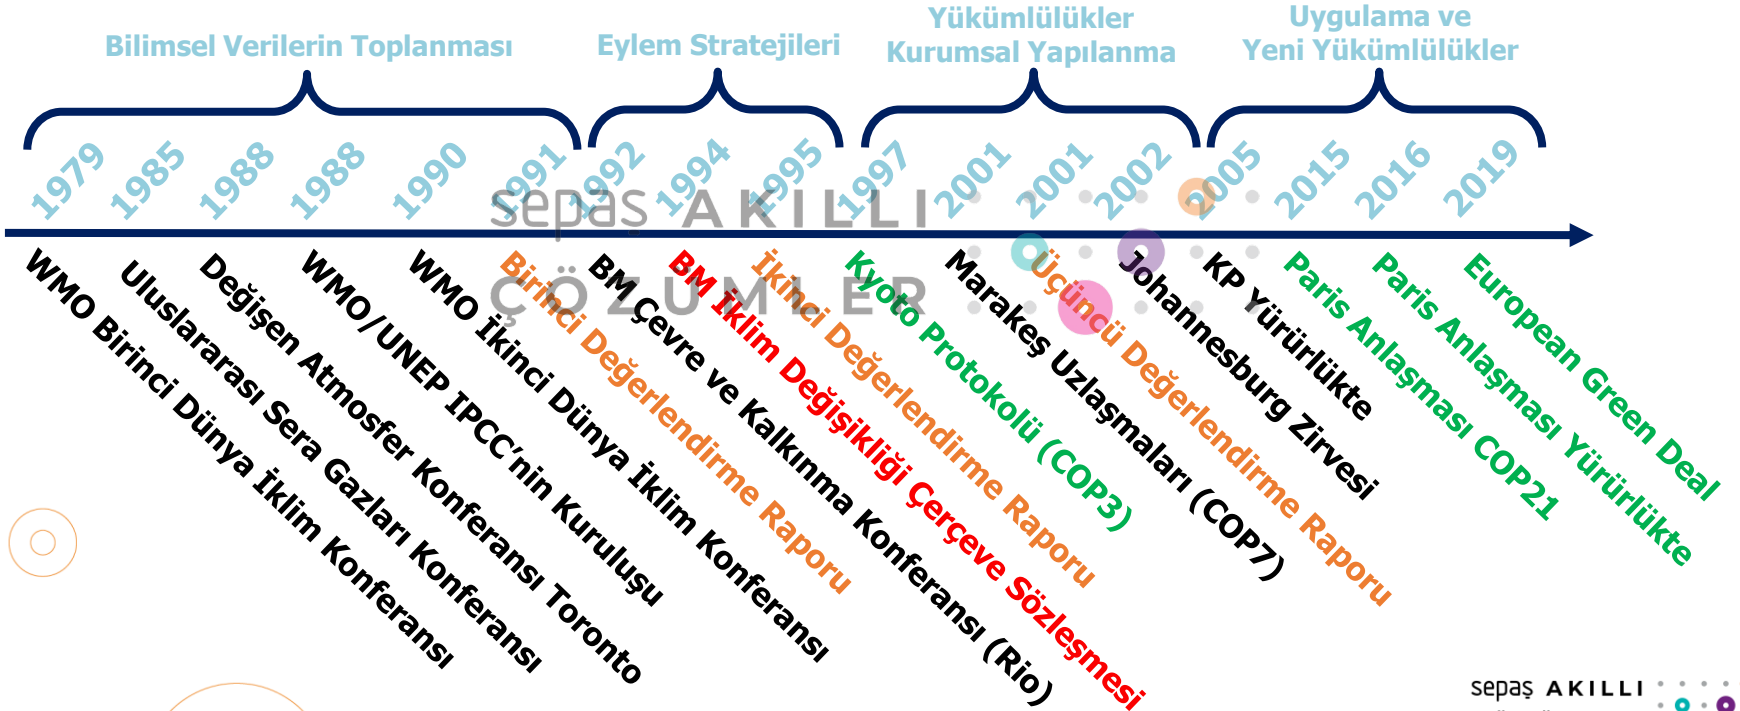 Bilimsel Verilerin Toplanması
Eylem Stratejileri
Yükümlülükler
Kurumsal Yapılanma
Uygulama ve
Yeni Yükümlülükler
1979
1985
1988
1988
1990
1991
1992
1994
1995
1997
2001
2001
2002
2005
2015
2016
2019
sepaş AKILLI
ÇÖZÜMLER
WMO Birinci Dünya İklim Konferansı
Uluslararası Sera Gazları Konferansı
Değişen Atmosfer Konferansı Toronto
WMO/UNEP IPCC’nin Kuruluşu
WMO İkinci Dünya İklim Konferansı
Birinci Değerlendirme Raporu
BM Çevre ve Kalkınma Konferansı (Rio)
BM İklim Değişikliği Çerçeve Sözleşmesi
İkinci Değerlendirme Raporu
Kyoto Protokolü (COP3)
Marakeş Uzlaşmaları (COP7)
Üçüncü Değerlendirme Raporu
Johannesburg Zirvesi
KP Yürürlükte
Paris Anlaşması COP21
Paris Anlaşması Yürürlükte
European Green Deal
sepaş AKILLI